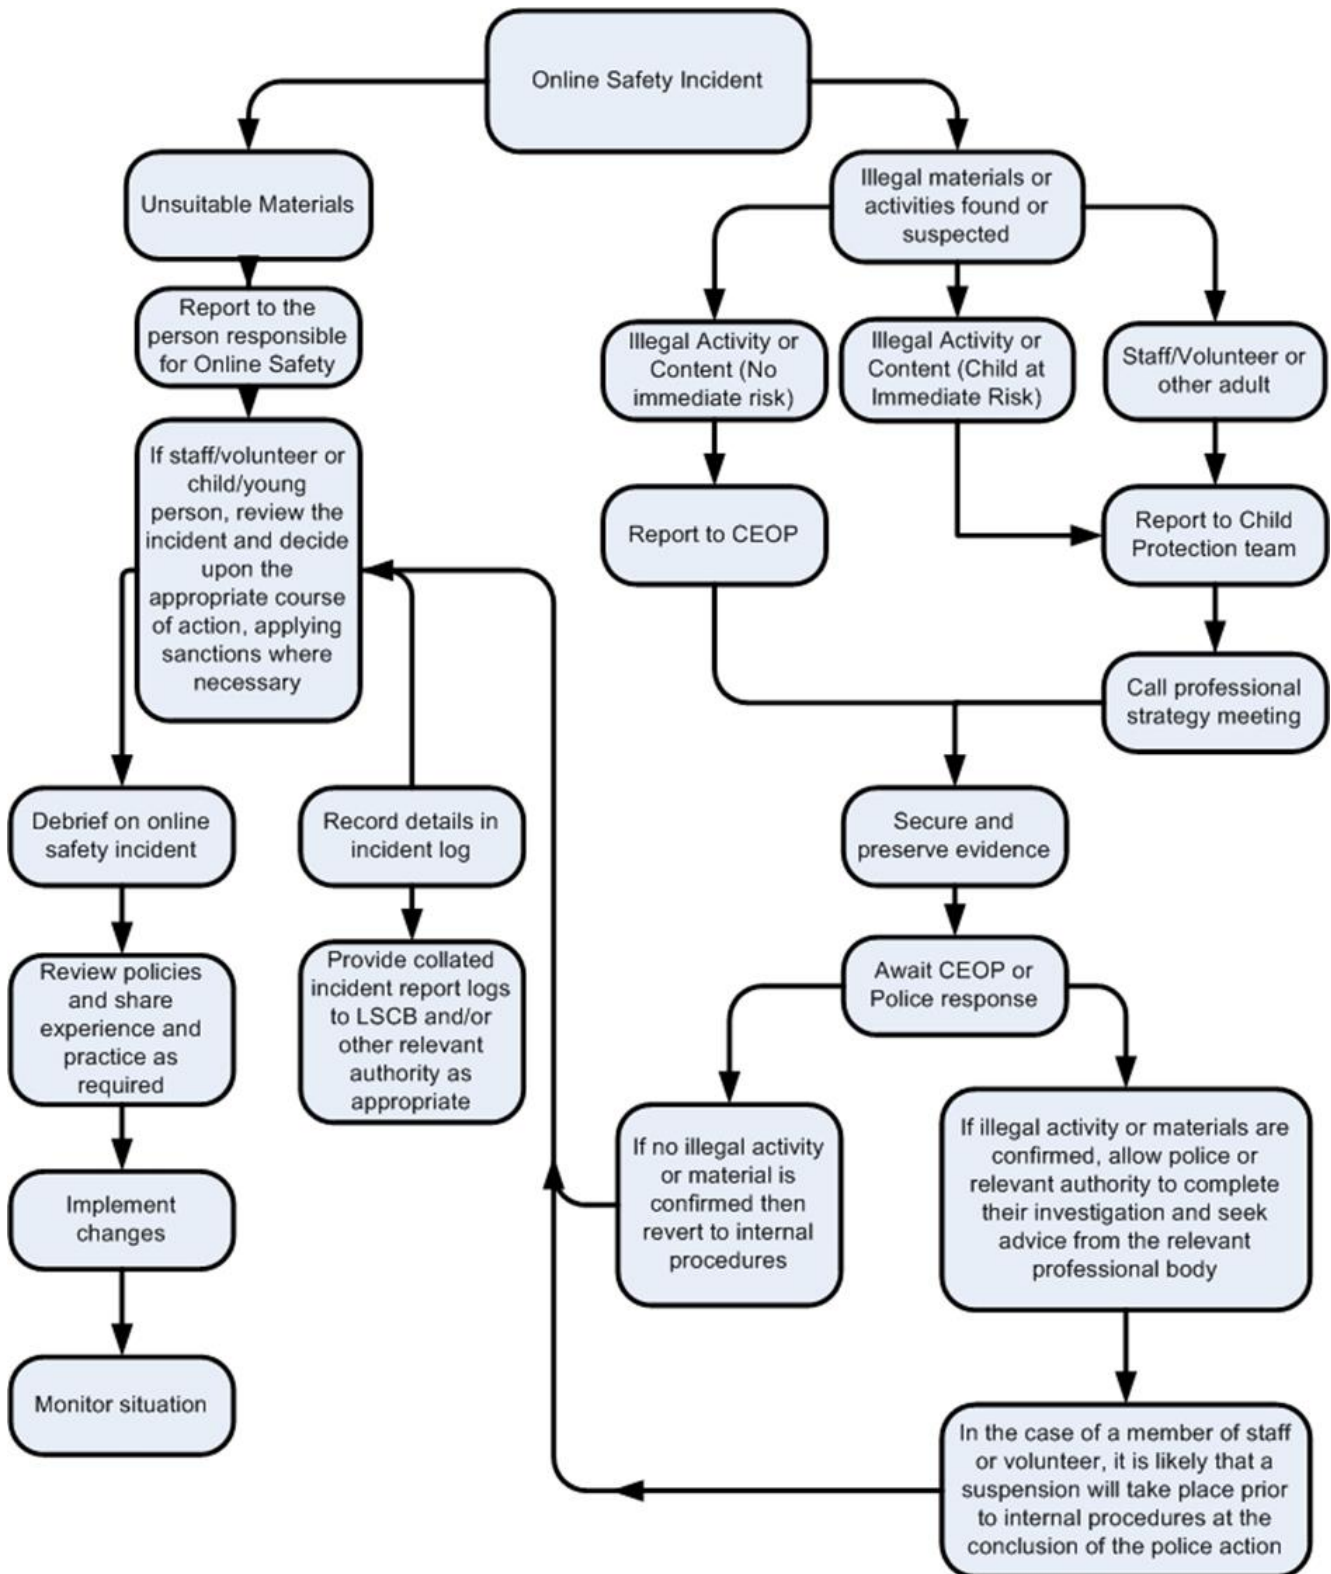 Online Safety Incident
Unsuitable Materials
Report to the
person responsible
for Online Safety
If staff/volunteer or
child/young
person, review the
incident and decide
upon the
appropriate course
of action, applying
sanctions where
necessary
Debrief on online
safety incident
Review policies
and share
experience and
practice as
required
Implement
changes
Monitor situation
Record details in
incident log
Provide collated
incident report logs
to LSCB and/or
other relevant
authority as
appropriate
Illegal materials or
activities found or
suspected
Illegal Activity or
Content (No
immediate risk)
Illegal Activity or
Content (Child at
Immediate Risk)
Staff/Volunteer or
other adult
Report to CEOP
Report to Child
Protection team
Call professional
strategy meeting
Secure and
preserve evidence
Await CEOP or
Police response
If no illegal activity
or material is
confirmed then
revert to internal
procedures
If illegal activity or materials are
confirmed, allow police or
relevant authority to complete
their investigation and seek
advice from the relevant
professional body
In the case of a member of staff
or volunteer, it is likely that a
suspension will take place prior
to internal procedures at the
conclusion of the police action